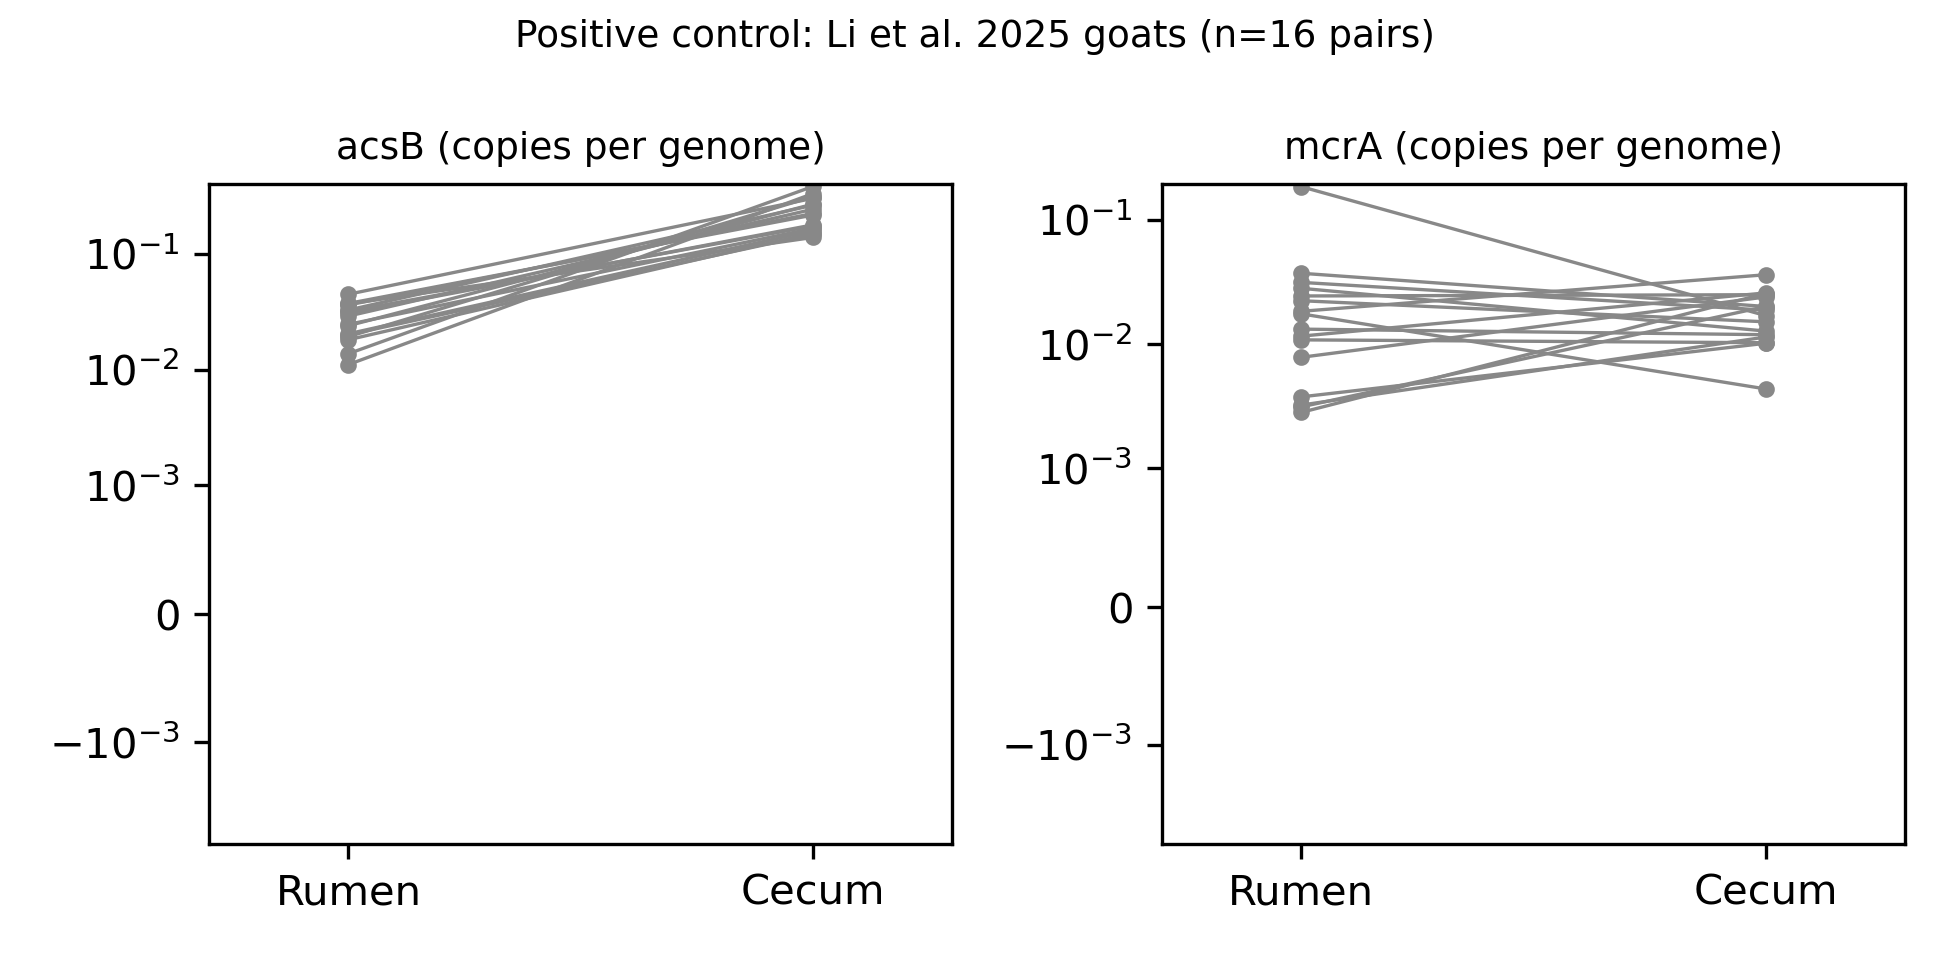 Positive control: Li et al. 2025 goats (n=16 pairs)
acsB (copies per genome)
10⁻¹
10⁻²
10⁻³
0
−10⁻³
Rumen
Cecum
mcrA (copies per genome)
10⁻¹
10⁻²
10⁻³
0
−10⁻³
Rumen
Cecum